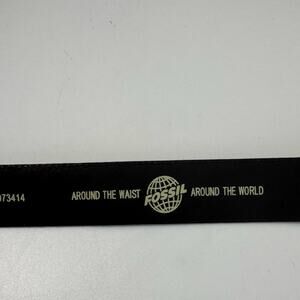 073414 AROUND THE WAIST FOSSIL AROUND THE WORLD